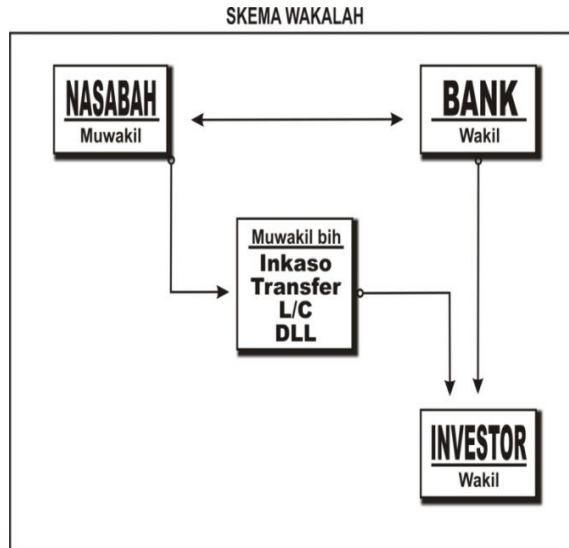 SKEMA WAKALAH
NASABAH
Muwakil
BANK
Wakil
Muwakil bih
Inkaso
Transfer
L/C
DLL
INVESTOR
Wakil